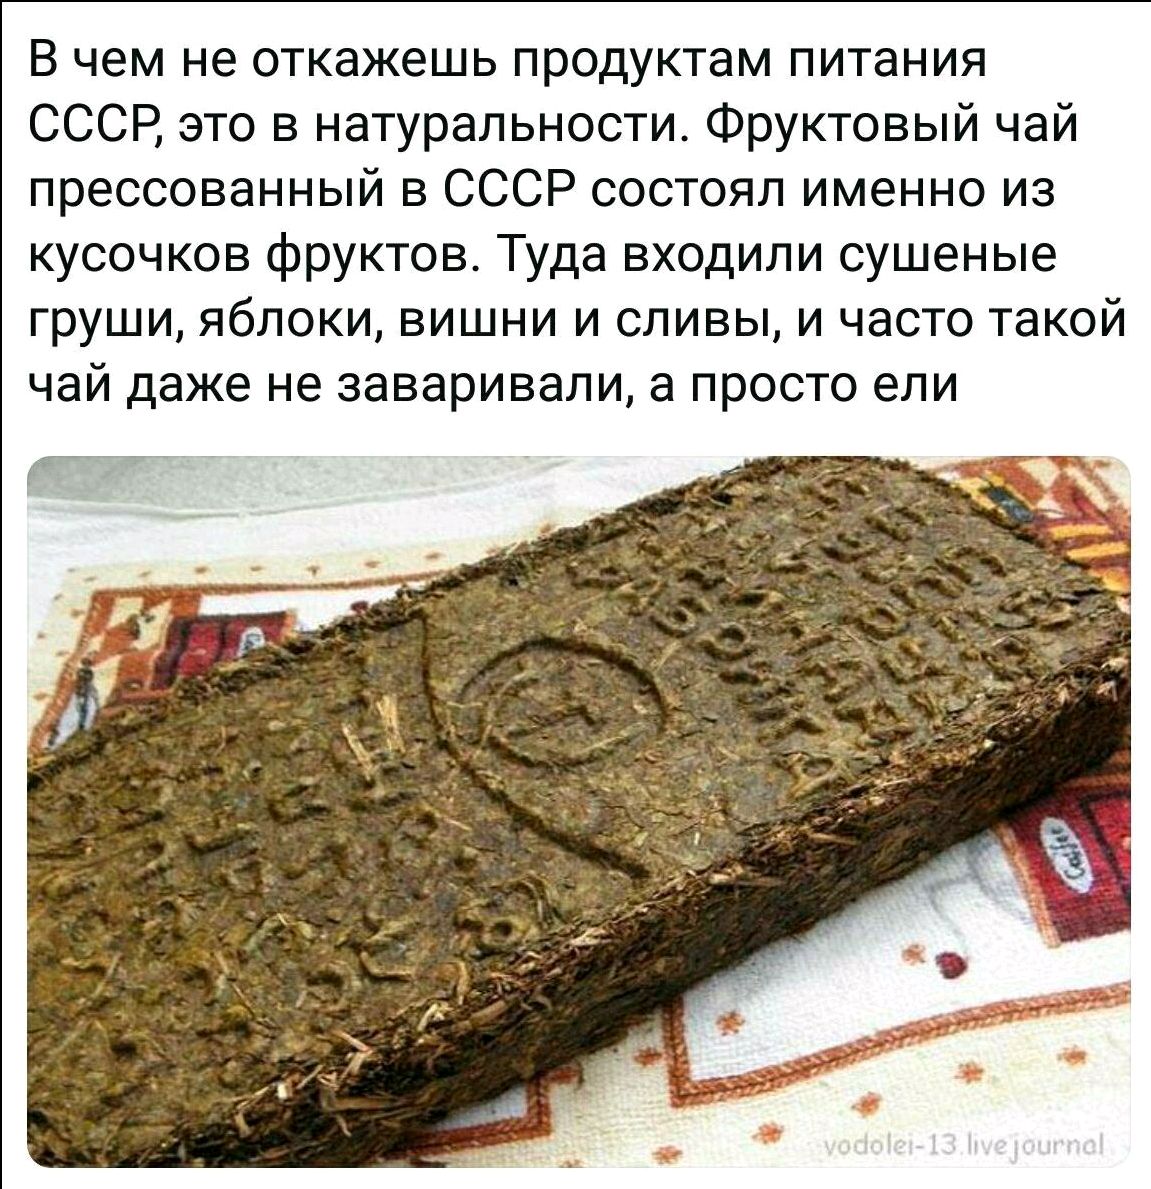 В чем не откажешь продуктам питания
СССР, это в натуральности. Фруктовый чай
прессованный в СССР состоял именно из
кусочков фруктов. Туда входили сушеные
груши, яблоки, вишни и сливы, и часто такой
чай даже не заваривали, а просто ели
Coffee
vodolei-13.livejournal